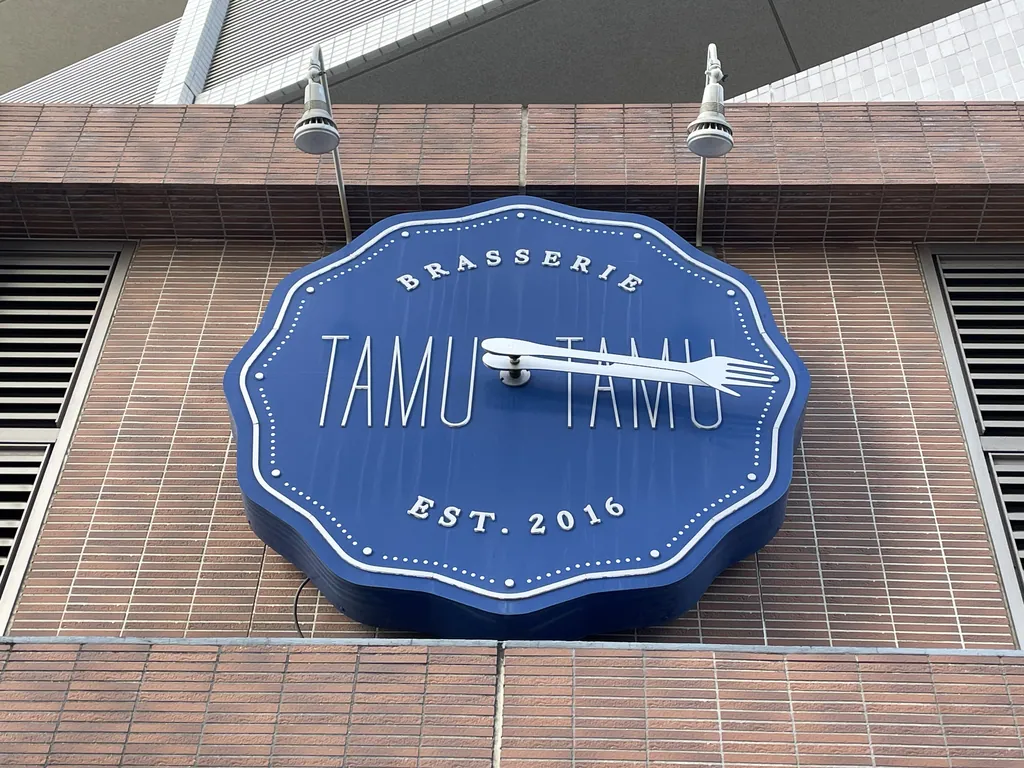 BRASSERIE
TAMU TAMU
EST. 2016